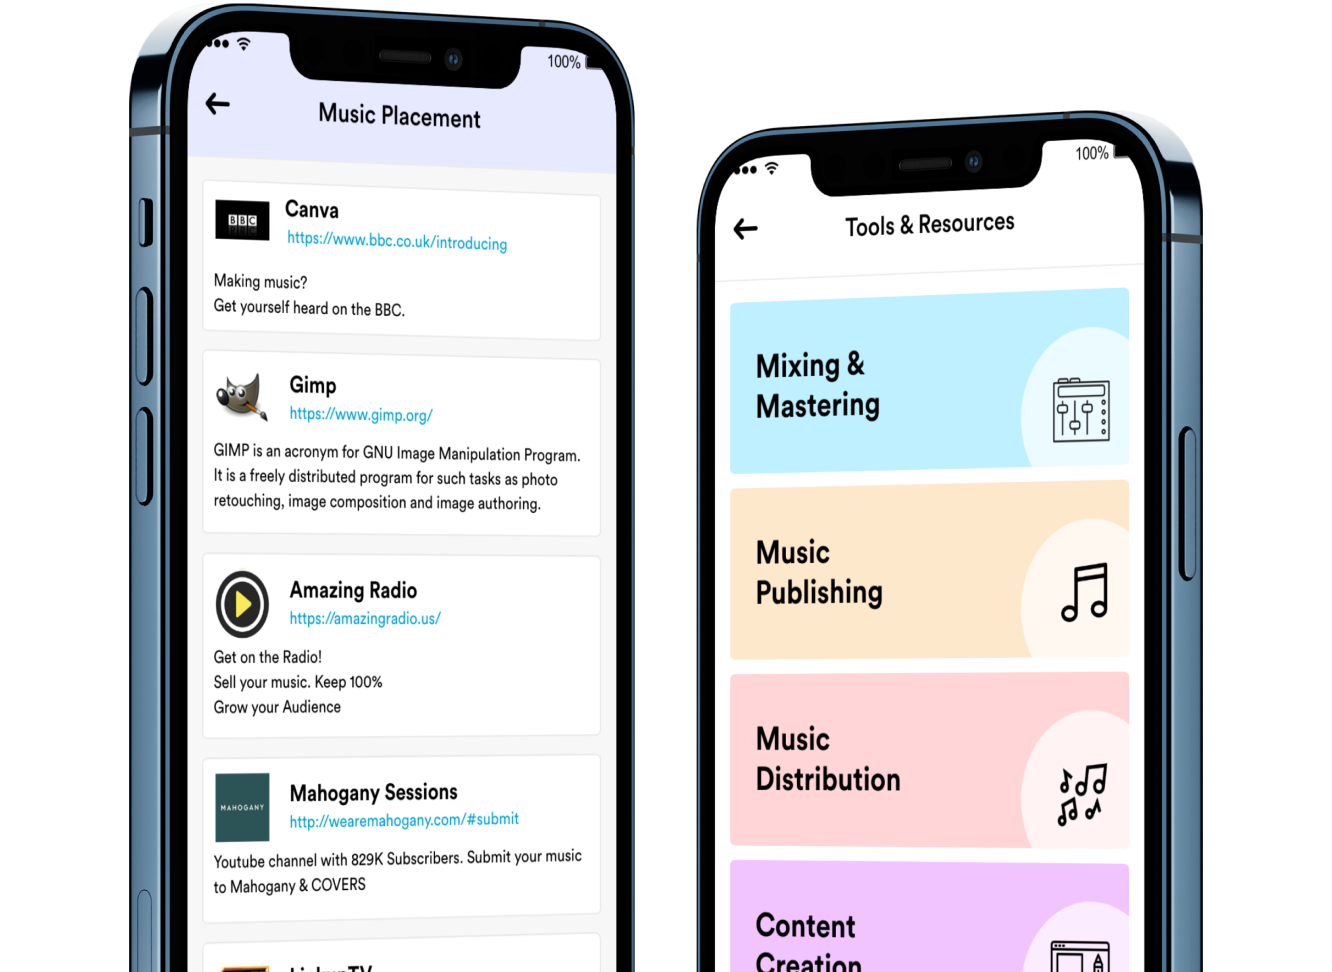 100%
Music Placement
BBC
Canva
https://www.bbc.co.uk/introducing
Making music?
Get yourself heard on the BBC.
Gimp
https://www.gimp.org/
GIMP is an acronym for GNU Image Manipulation Program.
It is a freely distributed program for such tasks as photo
retouching, image composition and image authoring.
Amazing Radio
https://amazingradio.us/
Get on the Radio!
Sell your music. Keep 100%
Grow your Audience
MAHOGANY
Mahogany Sessions
http://wearemahogany.com/#submit
Youtube channel with 829K Subscribers. Submit your music
to Mahogany & COVERS
100%
Tools & Resources
Mixing &
Mastering
Music
Publishing
Music
Distribution
Content
Creation